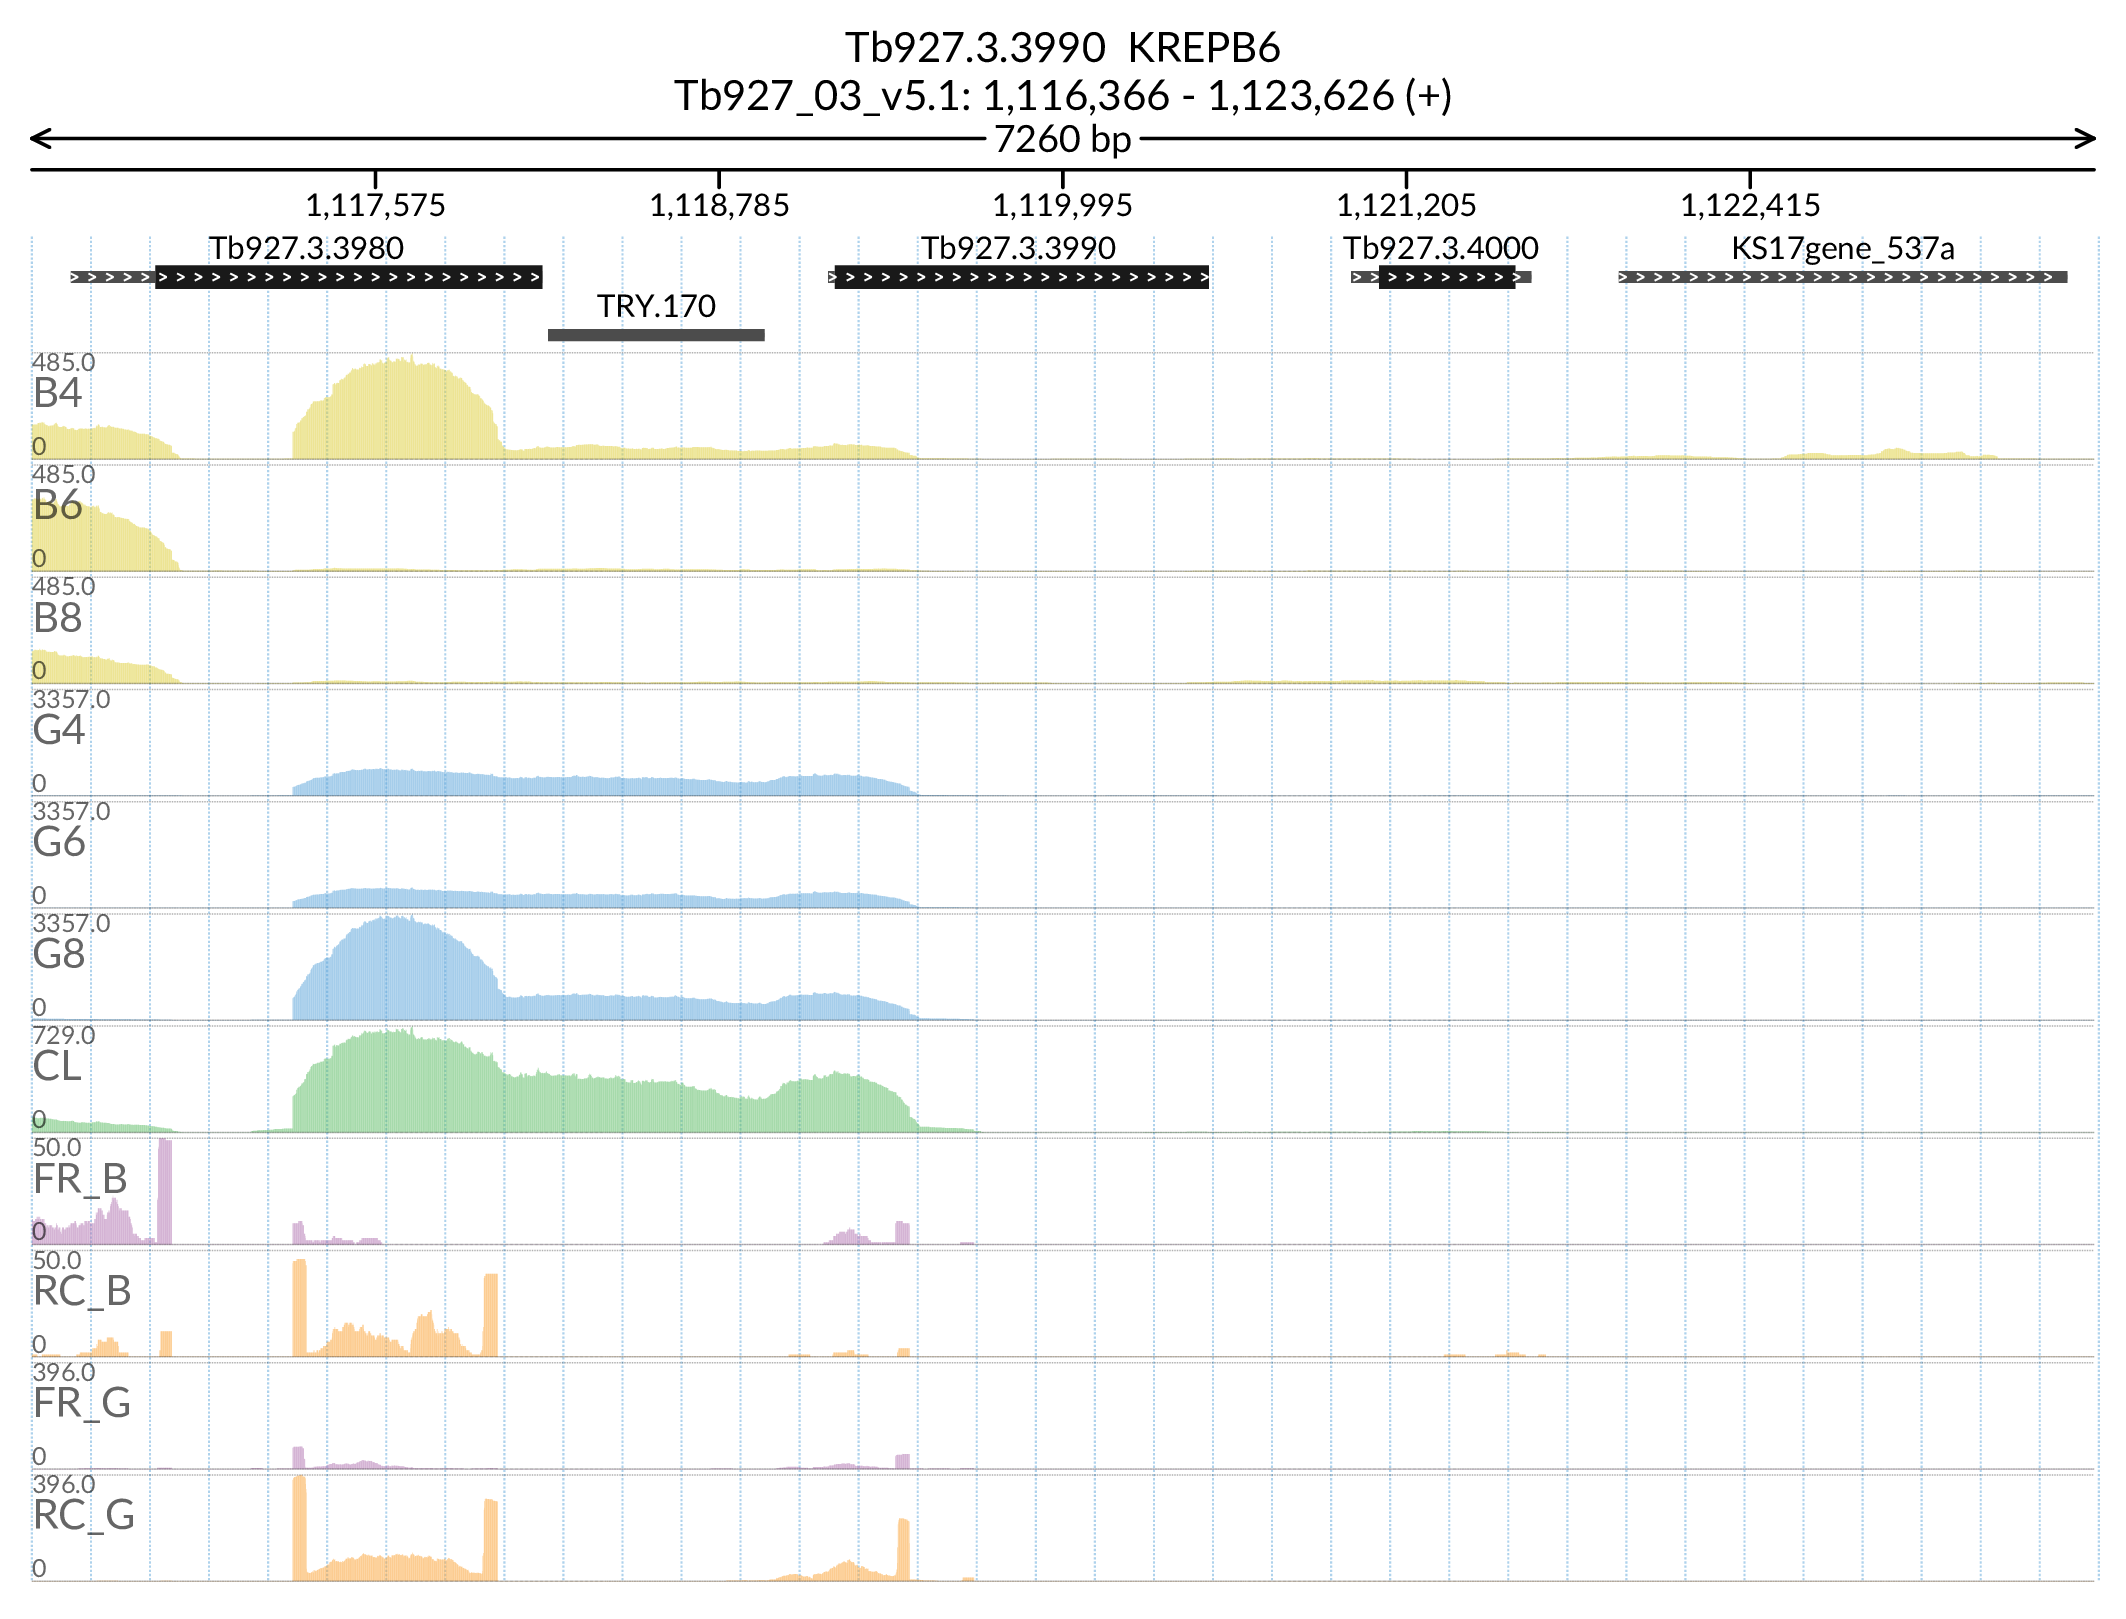 Tb927.3.3990  KREPB6
Tb927_03_v5.1: 1,116,366 - 1,123,626 (+)
7260 bp
1,117,575 1,118,785 1,119,995 1,121,205 1,122,415
Tb927.3.3980 Tb927.3.3990 Tb927.3.4000 KS17gene_537a
TRY.170
485.0
B4
0
485.0
B6
0
485.0
B8
0
3357.0
G4
0
3357.0
G6
0
3357.0
G8
0
729.0
CL
0
50.0
FR_B
0
50.0
RC_B
0
396.0
FR_G
0
396.0
RC_G
0